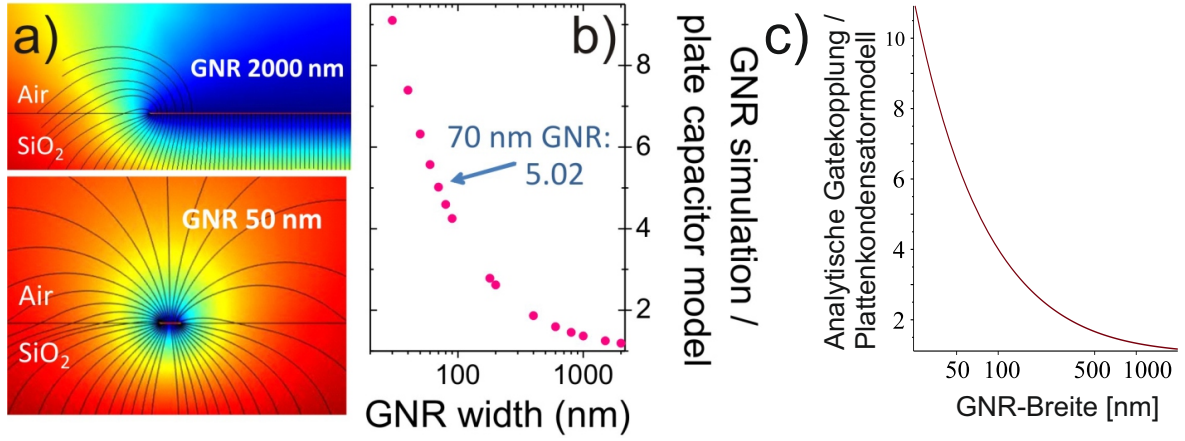 a)
GNR 2000 nm
Air
SiO₂
GNR 50 nm
Air
SiO₂
b)
70 nm GNR:
5.02
8
6
4
2
100
1000
GNR width (nm)
GNR simulation /
plate capacitor model
c)
Analytische Gatekopplung /
Plattenkondensatormodell
10
8
6
4
2
50
100
500
1000
GNR-Breite [nm]